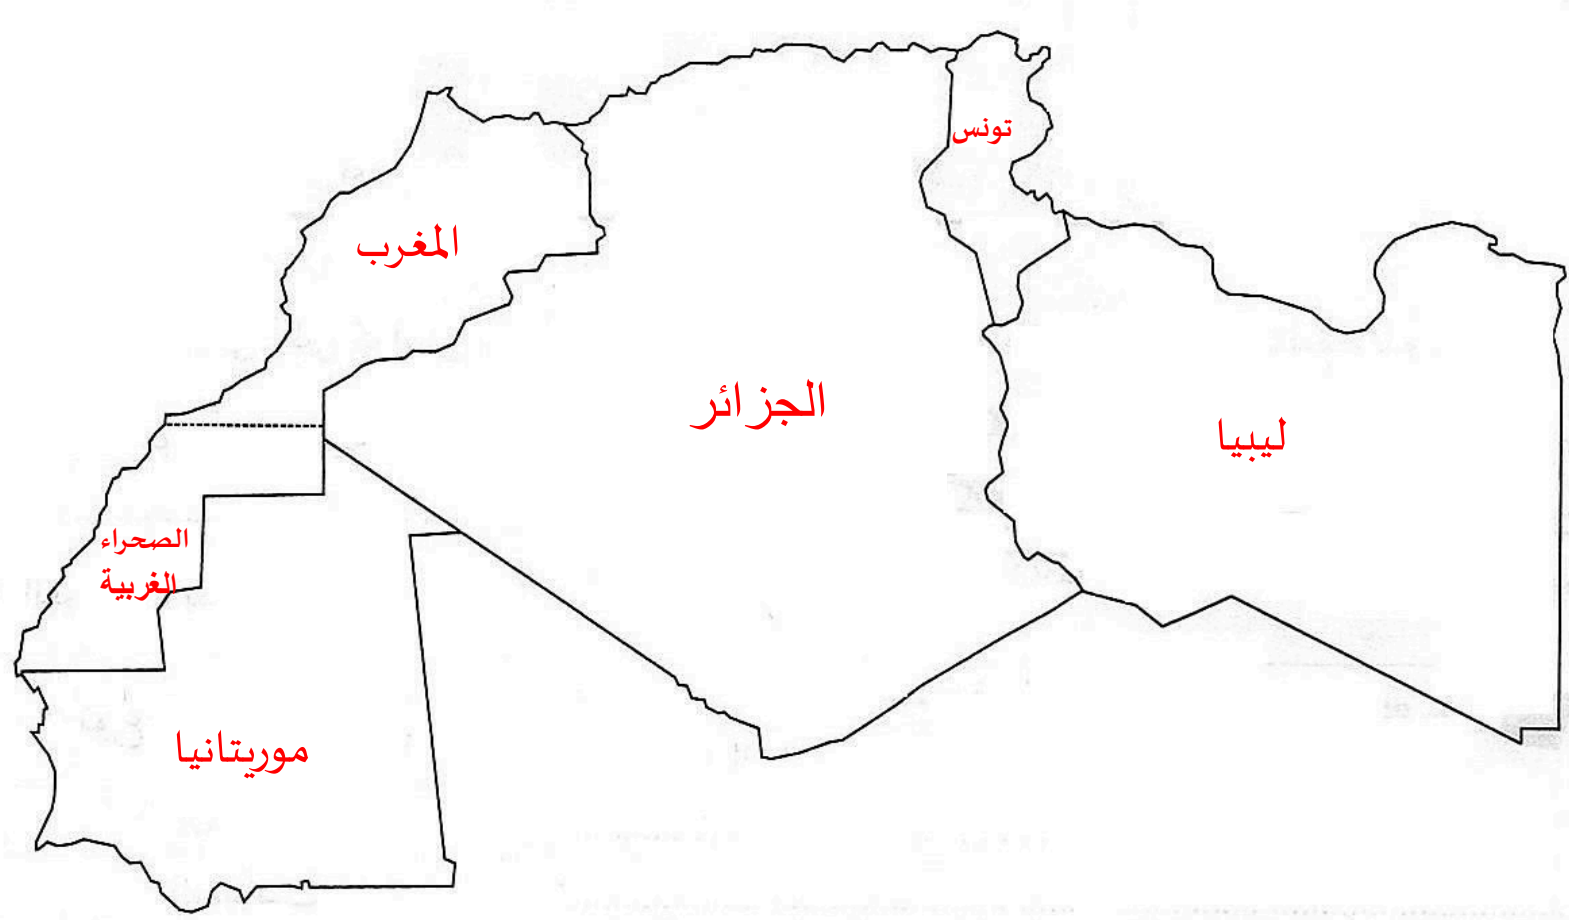 تونس
المغرب
الجزائر
ليبيا
الصحراء
الغربية
موريتانيا